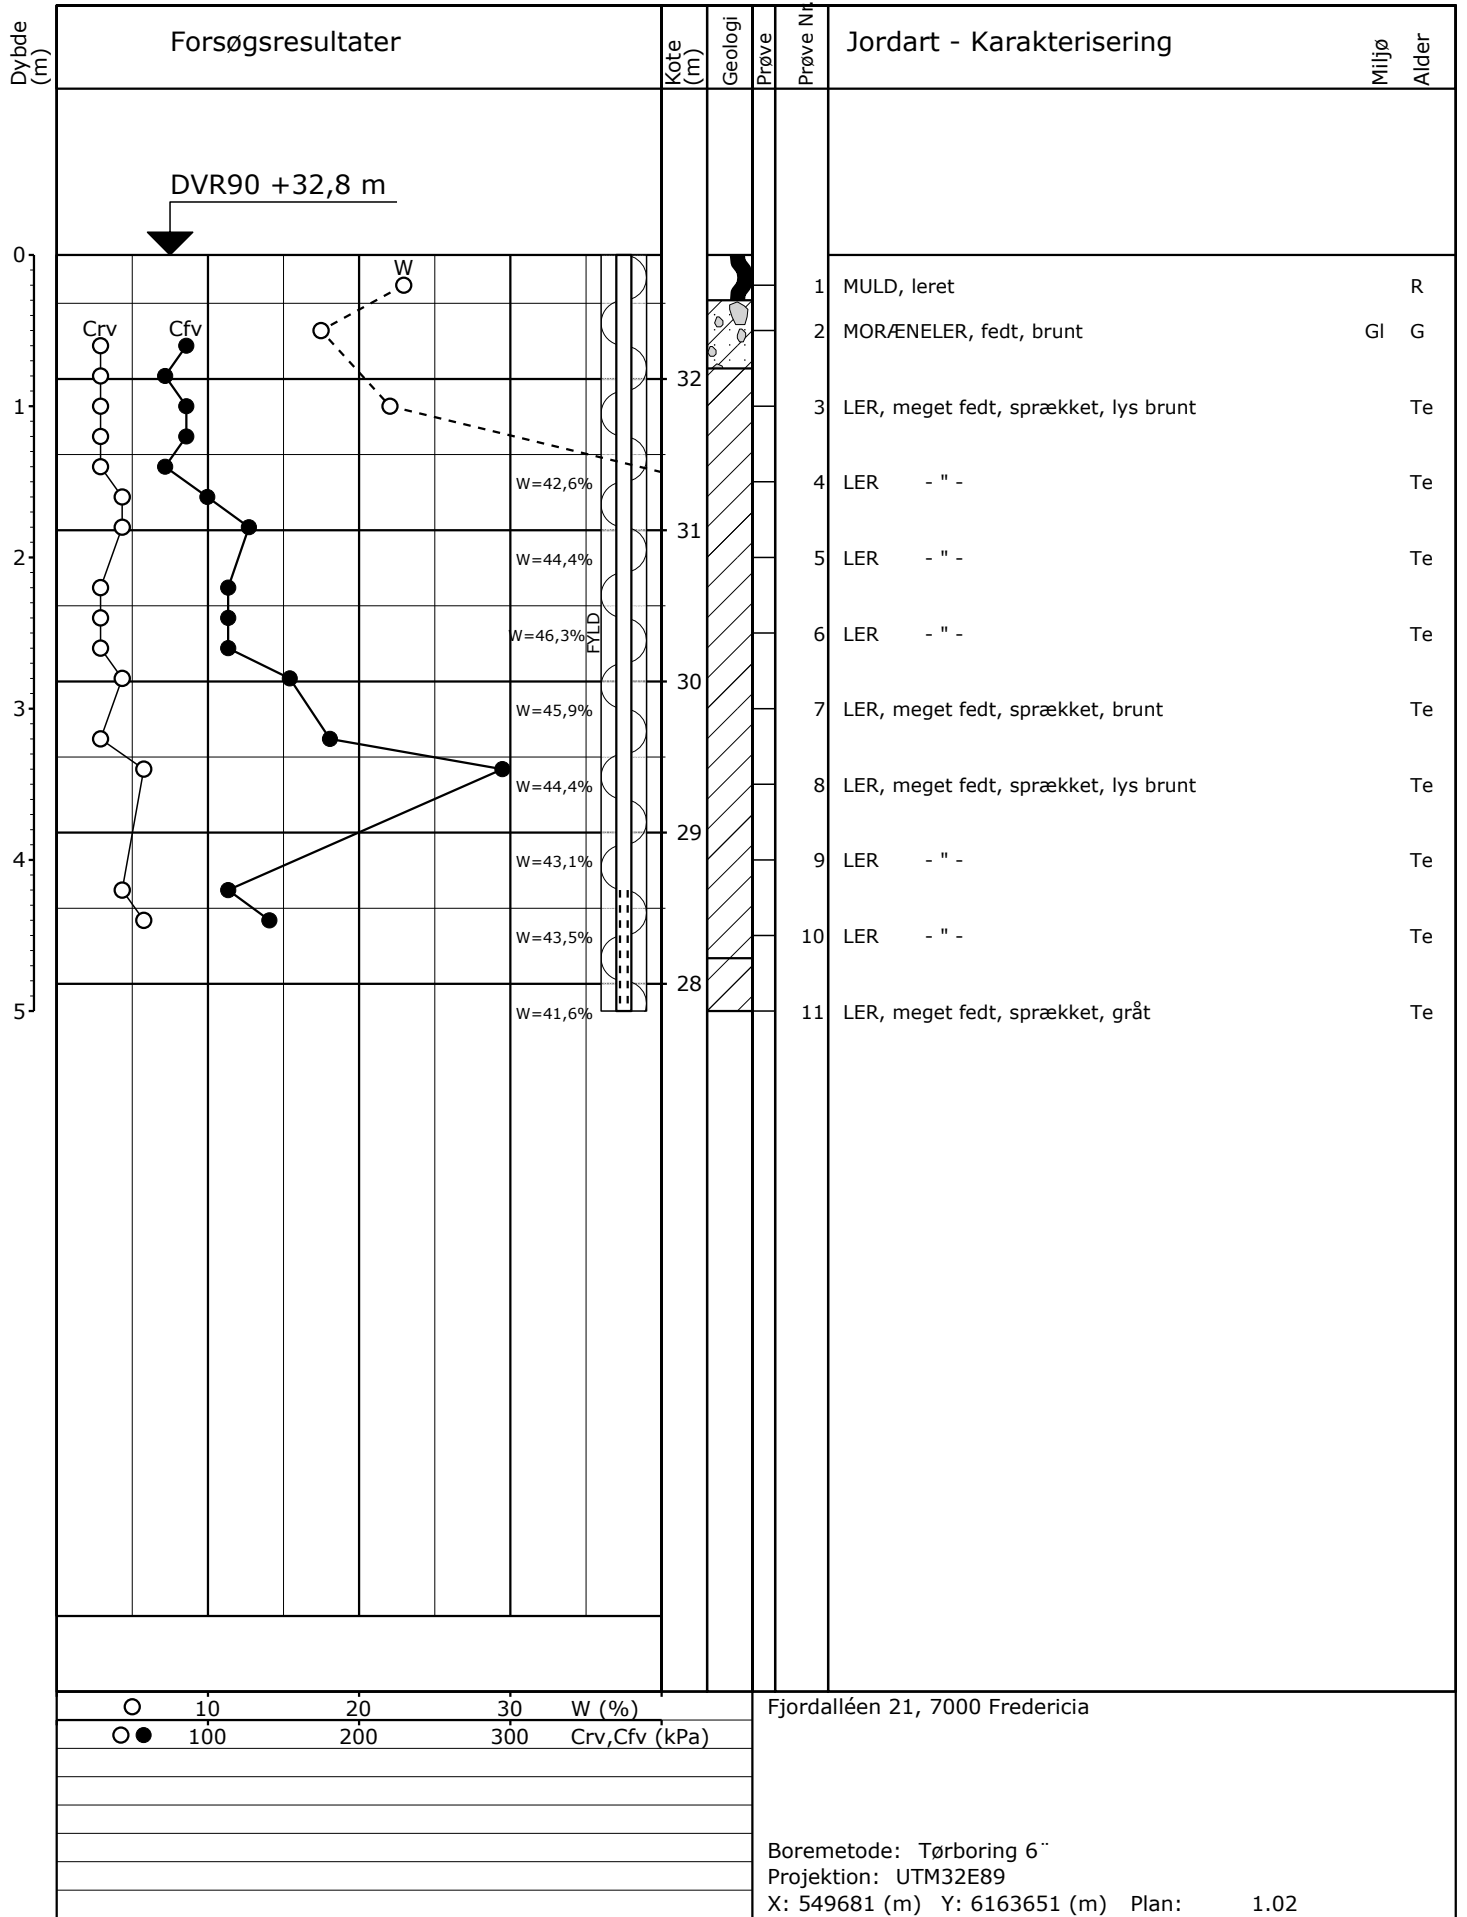 Dybde (m)
Forsøgsresultater
Kote (m)
Geologi
Prøve
Prøve Nr.
Jordart - Karakterisering
Miljø
Alder
DVR90 +32,8 m
0
W
1 MULD, leret R
Crv Cfv
2 MORÆNELER, fedt, brunt Gl G
32
1
3 LER, meget fedt, sprækket, lys brunt Te
W=42,6%
4 LER - " - Te
31
2
W=44,4%
5 LER - " - Te
FYLD
W=46,3%
6 LER - " - Te
30
3
W=45,9%
7 LER, meget fedt, sprækket, brunt Te
W=44,4%
8 LER, meget fedt, sprækket, lys brunt Te
29
4
W=43,1%
9 LER - " - Te
W=43,5%
10 LER - " - Te
28
5
W=41,6%
11 LER, meget fedt, sprækket, gråt Te
10 20 30 W (%)
100 200 300 Crv,Cfv (kPa)
Fjordalléen 21, 7000 Fredericia
Boremetode: Tørboring 6¨
Projektion: UTM32E89
X: 549681 (m) Y: 6163651 (m) Plan: 1.02